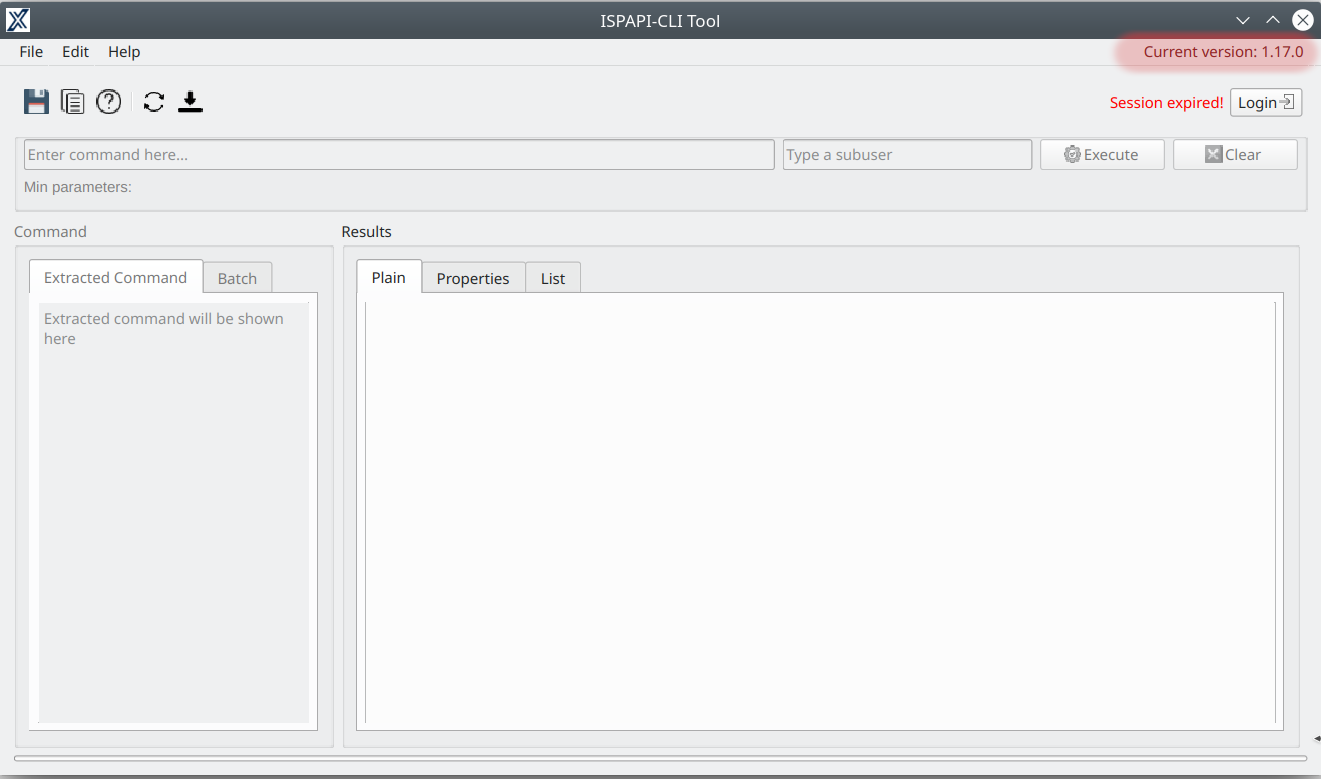 ISPAPI-CLI Tool
File Edit Help
Current version: 1.17.0
Session expired! Login
Enter command here... Type a subuser Execute Clear
Min parameters:
Command Results
Extracted Command Batch Plain Properties List
Extracted command will be shown
here